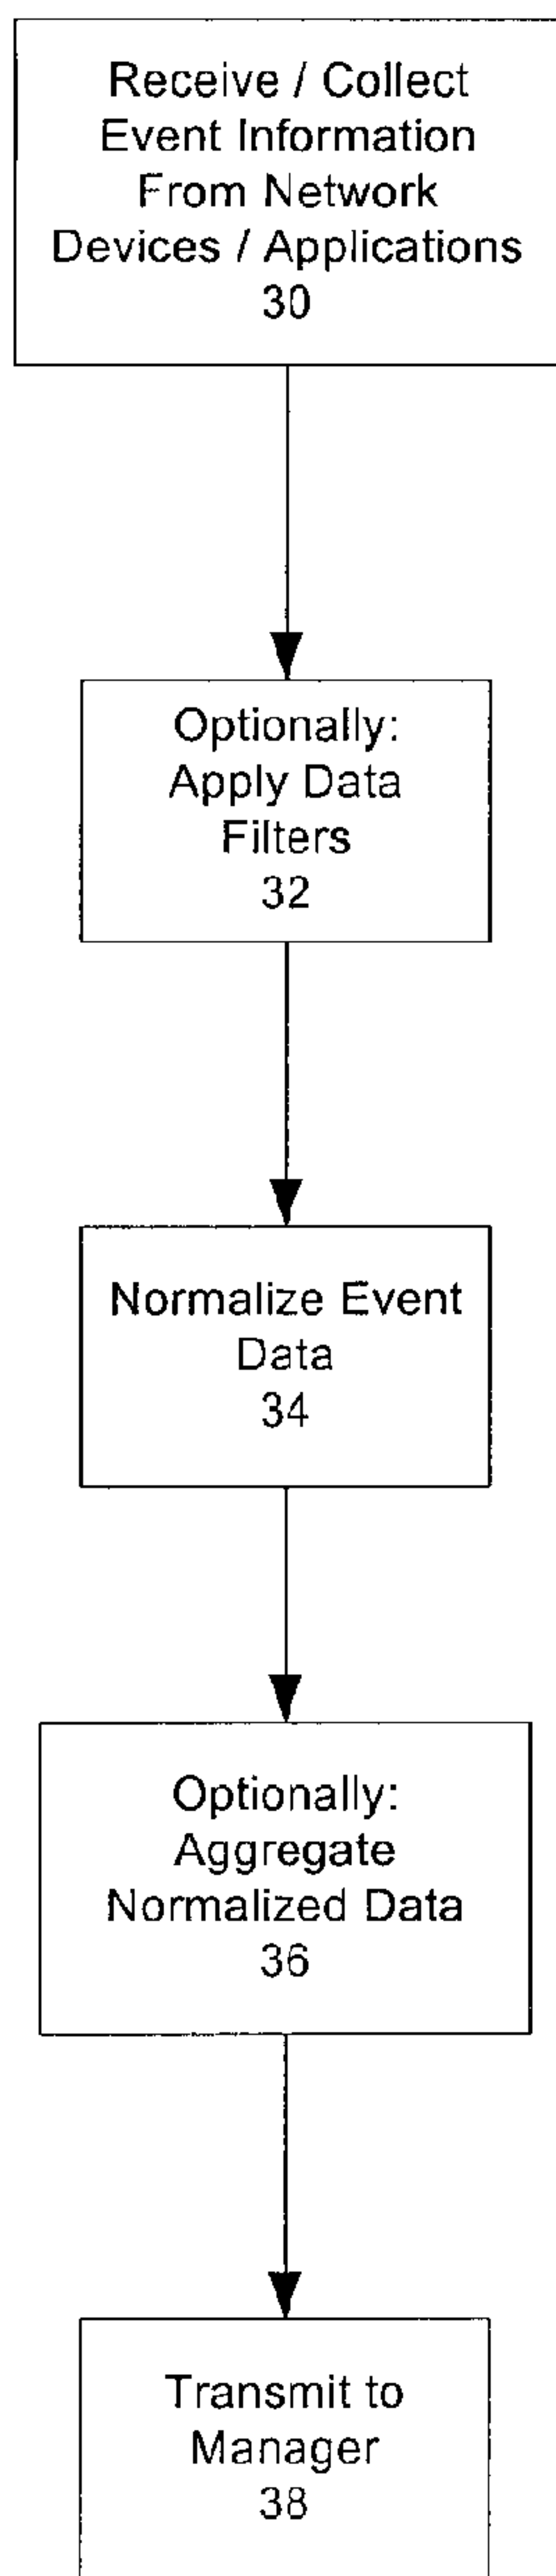 Receive / Collect
Event Information
From Network
Devices / Applications
30
Optionally:
Apply Data
Filters
32
Normalize Event
Data
34
Optionally:
Aggregate
Normalized Data
36
Transmit to
Manager
38